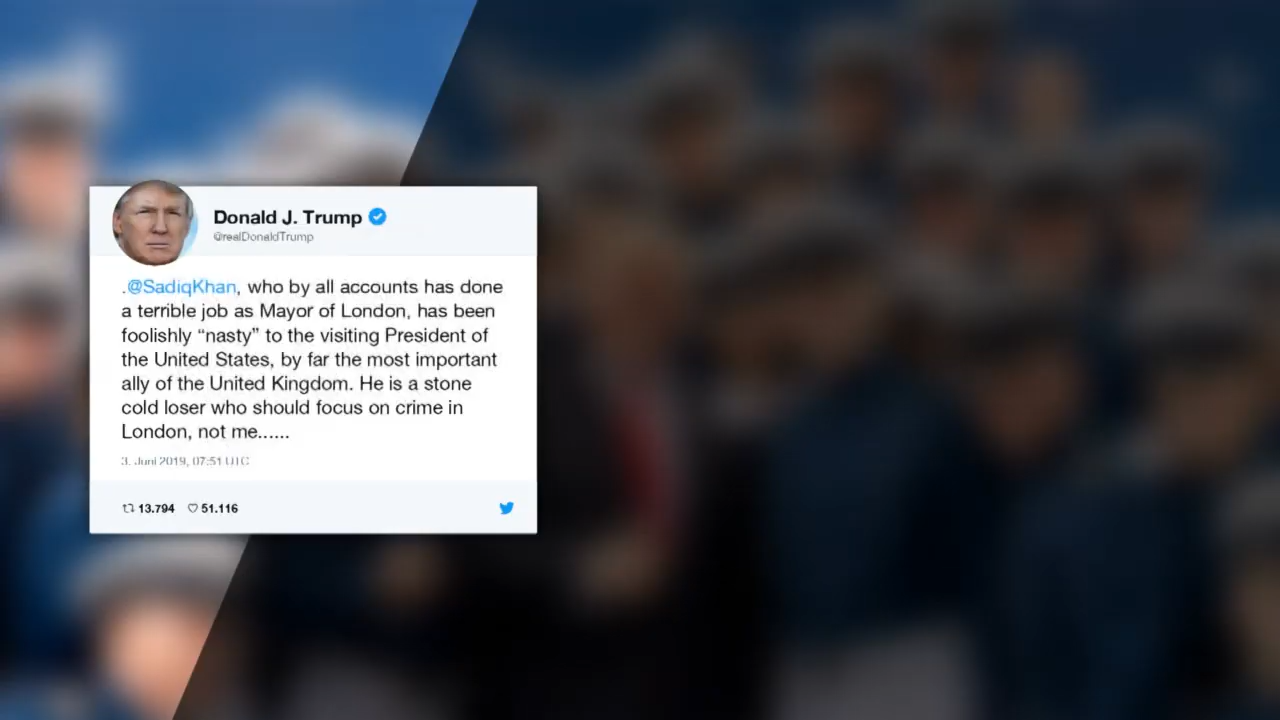 Donald J. Trump
@realDonaldTrump
.@SadiqKhan, who by all accounts has done
a terrible job as Mayor of London, has been
foolishly “nasty” to the visiting President of
the United States, by far the most important
ally of the United Kingdom. He is a stone
cold loser who should focus on crime in
London, not me......
3. Juni 2019, 07:51 UTC
13.794 51.116